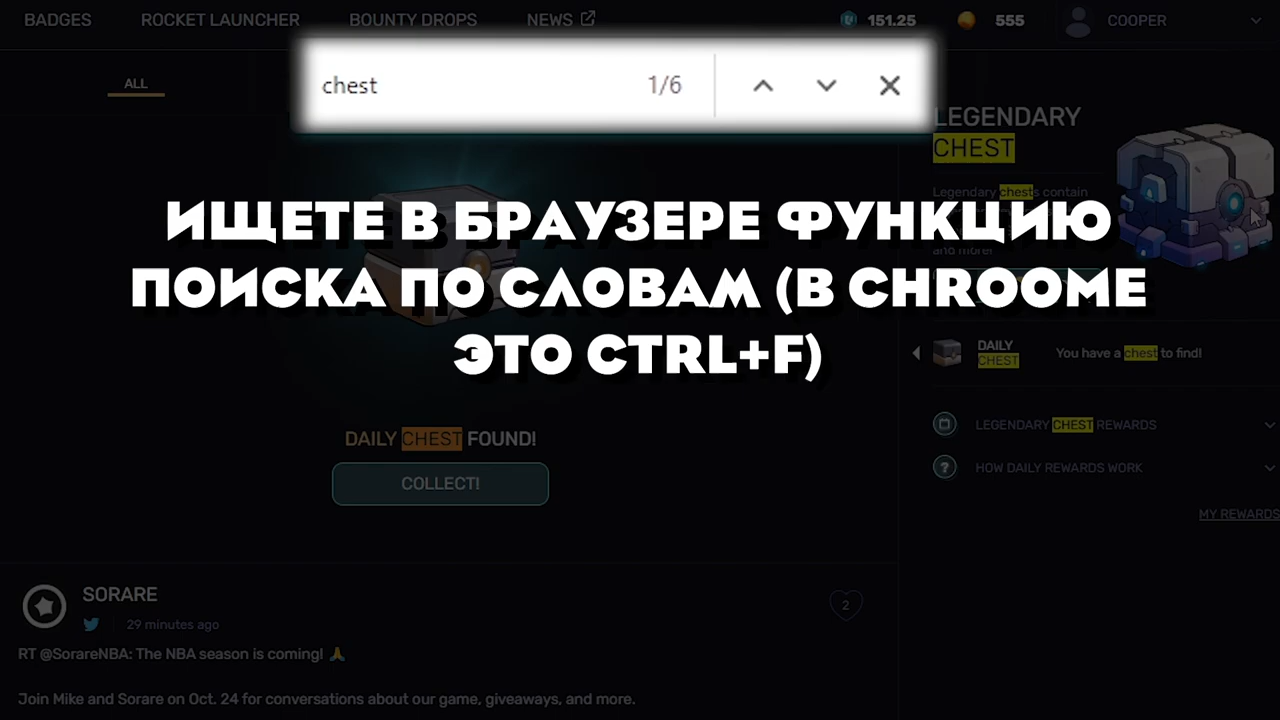 BADGES
ROCKET LAUNCHER
BOUNTY DROPS
NEWS
151.25
555
COOPER
chest
1/6
ALL
LEGENDARY
CHEST
Legendary chests contain
and more!
ИЩЕТЕ В БРАУЗЕРЕ ФУНКЦИЮ
ПОИСКА ПО СЛОВАМ (В CHROOME
ЭТО CTRL+F)
DAILY
CHEST
You have a chest to find!
DAILY CHEST FOUND!
COLLECT!
LEGENDARY CHEST REWARDS
HOW DAILY REWARDS WORK
MY REWARDS
SORARE
29 minutes ago
2
RT @SorareNBA: The NBA season is coming! 🙏
Join Mike and Sorare on Oct. 24 for conversations about our game, giveaways, and more.